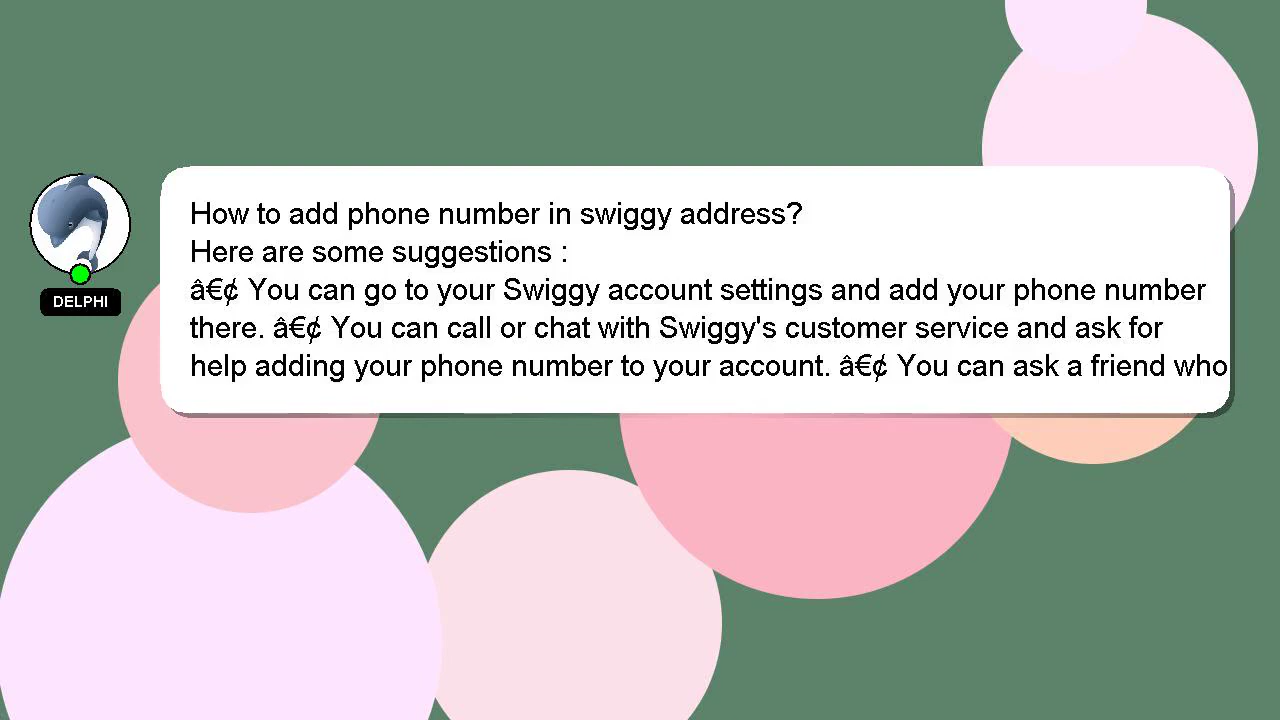 How to add phone number in swiggy address?
Here are some suggestions :
â€¢ You can go to your Swiggy account settings and add your phone number
there. â€¢ You can call or chat with Swiggy's customer service and ask for
help adding your phone number to your account. â€¢ You can ask a friend who
DELPHI